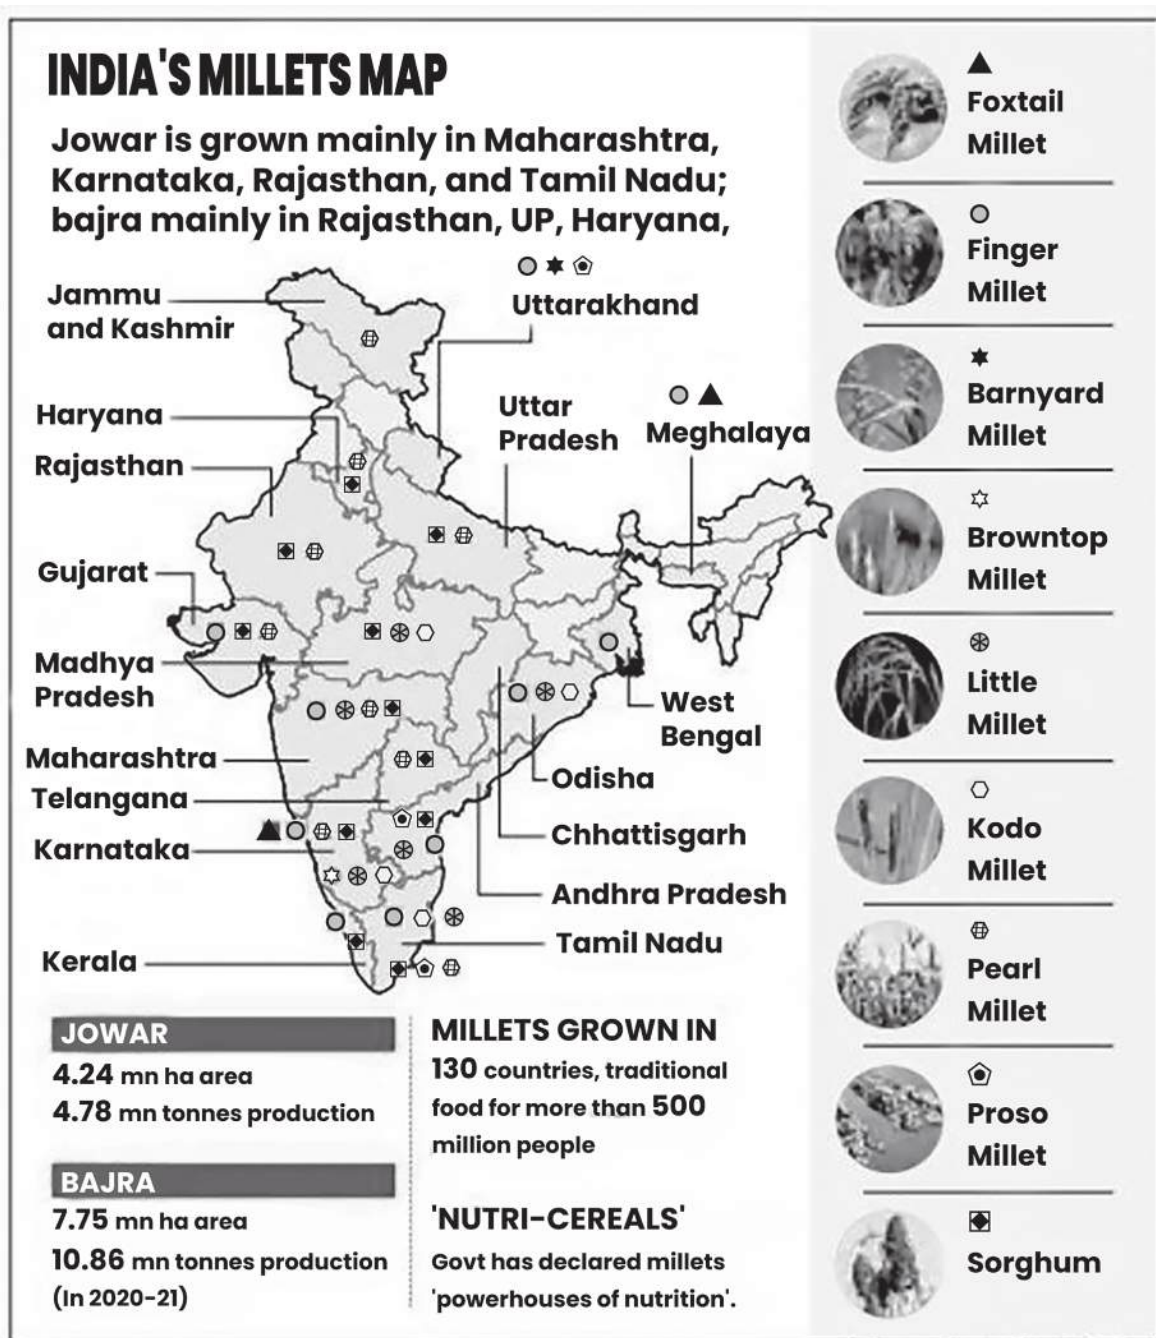 INDIA'S MILLETS MAP
Jowar is grown mainly in Maharashtra,
Karnataka, Rajasthan, and Tamil Nadu;
bajra mainly in Rajasthan, UP, Haryana,
Jammu
and Kashmir
Uttarakhand
Haryana
Uttar
Pradesh
Meghalaya
Rajasthan
Gujarat
Madhya
Pradesh
West
Bengal
Maharashtra
Odisha
Telangana
Karnataka
Chhattisgarh
Andhra Pradesh
Tamil Nadu
Kerala
JOWAR
4.24 mn ha area
4.78 mn tonnes production
BAJRA
7.75 mn ha area
10.86 mn tonnes production
(In 2020-21)
MILLETS GROWN IN
130 countries, traditional
food for more than 500
million people
'NUTRI-CEREALS'
Govt has declared millets
'powerhouses of nutrition'.
Foxtail
Millet
Finger
Millet
Barnyard
Millet
Browntop
Millet
Little
Millet
Kodo
Millet
Pearl
Millet
Proso
Millet
Sorghum